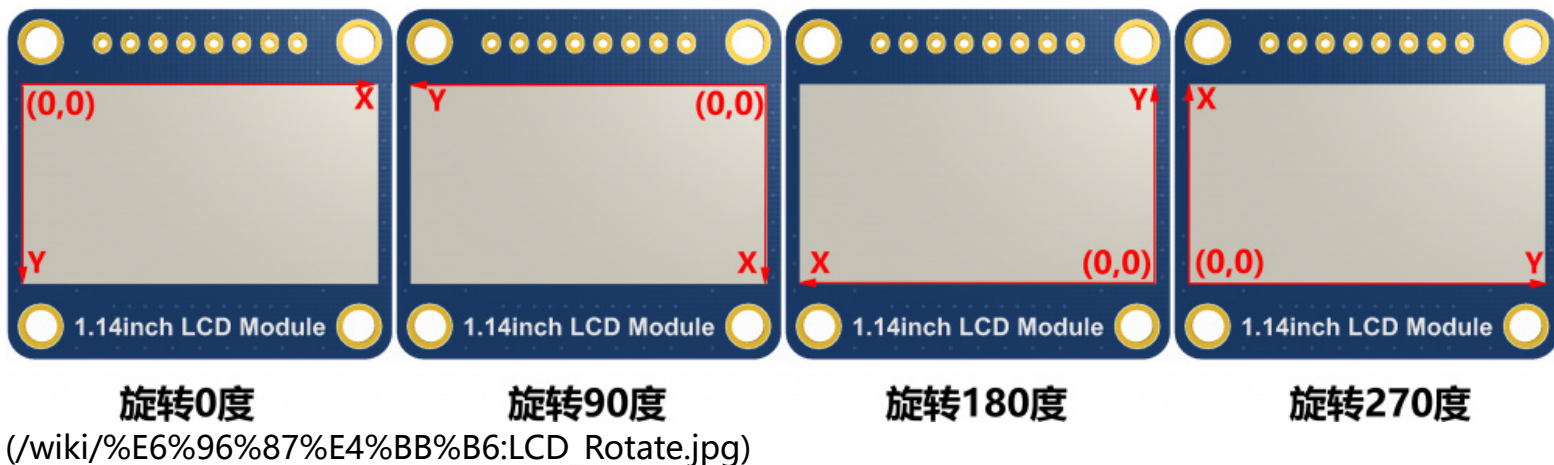 (0,0) X
Y
1.14inch LCD Module
旋转0度
Y (0,0)
X
1.14inch LCD Module
旋转90度
Y
X (0,0)
1.14inch LCD Module
旋转180度
X
(0,0) Y
1.14inch LCD Module
旋转270度
(/wiki/%E6%96%87%E4%BB%B6:LCD_Rotate.jpg)